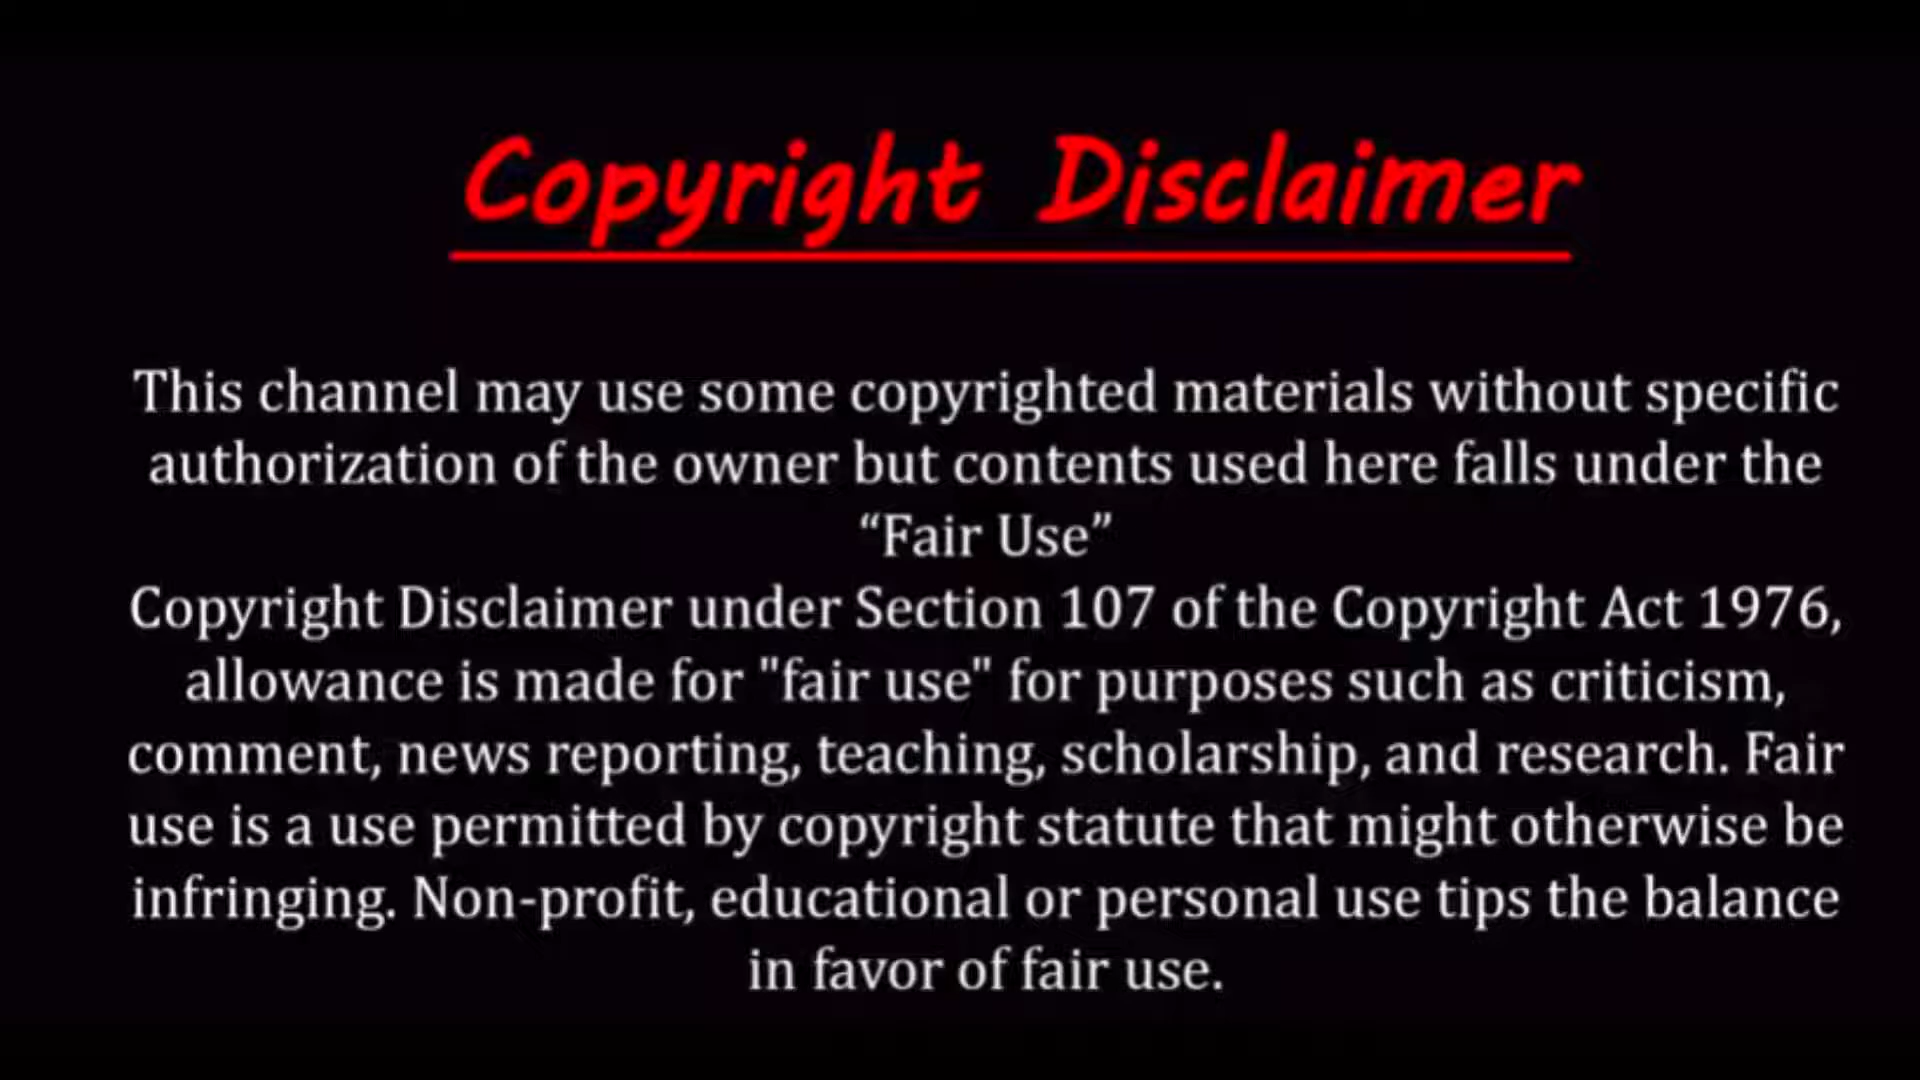 Copyright Disclaimer
This channel may use some copyrighted materials without specific
authorization of the owner but contents used here falls under the
“Fair Use”
Copyright Disclaimer under Section 107 of the Copyright Act 1976,
allowance is made for "fair use" for purposes such as criticism,
comment, news reporting, teaching, scholarship, and research. Fair
use is a use permitted by copyright statute that might otherwise be
infringing. Non-profit, educational or personal use tips the balance
in favor of fair use.